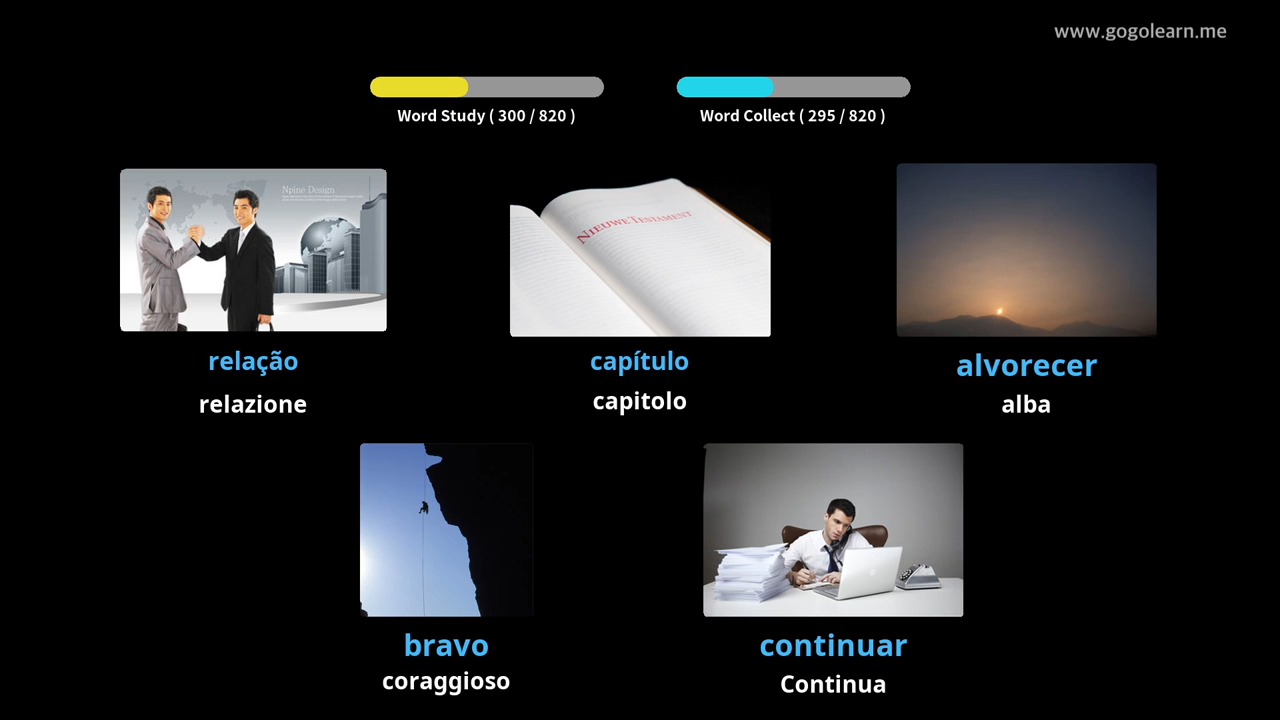 www.gogolearn.me
Word Study ( 300 / 820 )
Word Collect ( 295 / 820 )
Npine Design
NIEUWE TESTAMENT
relação
relazione
capítulo
capitolo
alvorecer
alba
bravo
coraggioso
continuar
Continua